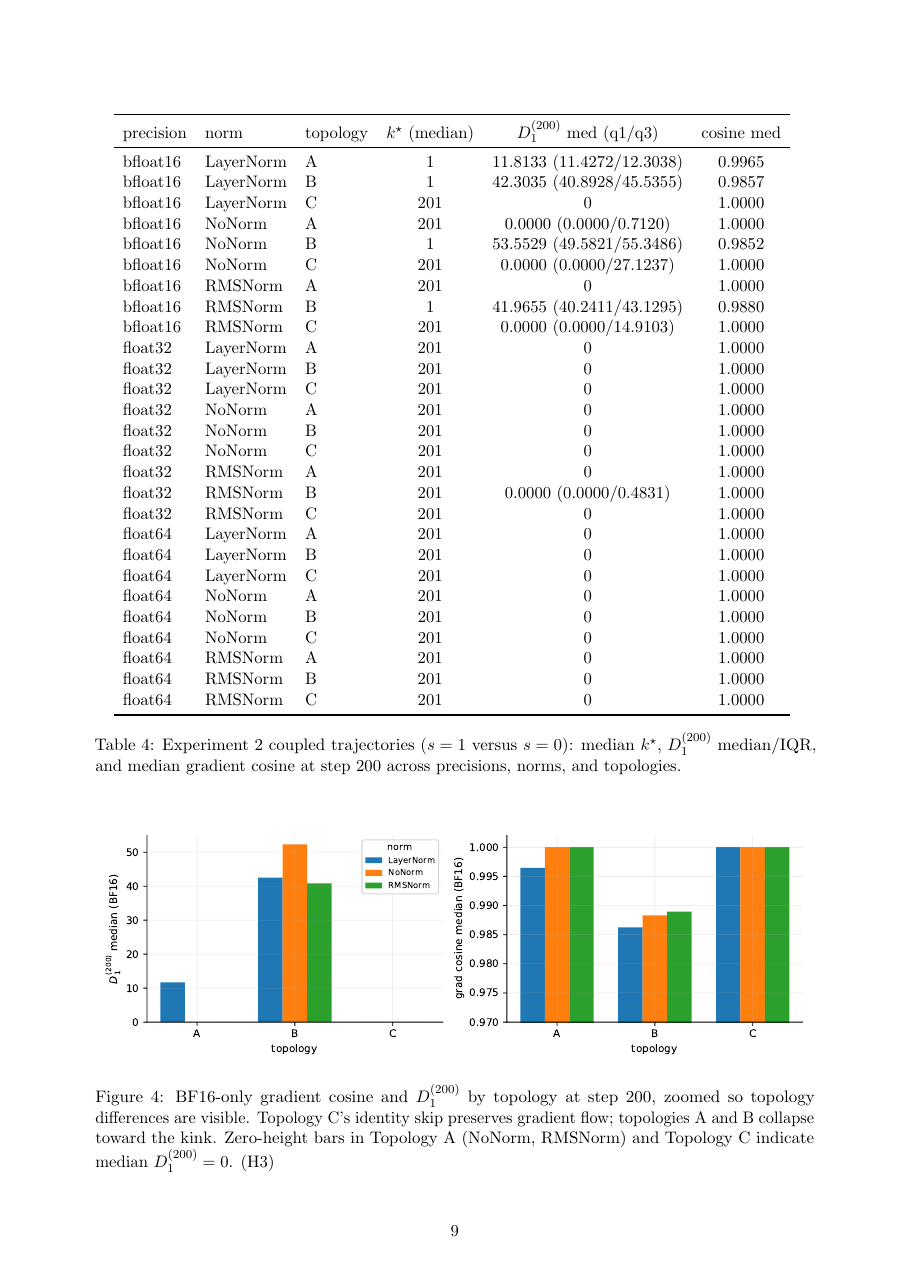 precision norm topology k⋆ (median) D₁⁽²⁰⁰⁾ med (q1/q3) cosine med
bfloat16 LayerNorm A 1 11.8133 (11.4272/12.3038) 0.9965
bfloat16 LayerNorm B 1 42.3035 (40.8928/45.5355) 0.9857
bfloat16 LayerNorm C 201 0 1.0000
bfloat16 NoNorm A 201 0.0000 (0.0000/0.7120) 1.0000
bfloat16 NoNorm B 1 53.5529 (49.5821/55.3486) 0.9852
bfloat16 NoNorm C 201 0.0000 (0.0000/27.1237) 1.0000
bfloat16 RMSNorm A 201 0 1.0000
bfloat16 RMSNorm B 1 41.9655 (40.2411/43.1295) 0.9880
bfloat16 RMSNorm C 201 0.0000 (0.0000/14.9103) 1.0000
float32 LayerNorm A 201 0 1.0000
float32 LayerNorm B 201 0 1.0000
float32 LayerNorm C 201 0 1.0000
float32 NoNorm A 201 0 1.0000
float32 NoNorm B 201 0 1.0000
float32 NoNorm C 201 0 1.0000
float32 RMSNorm A 201 0 1.0000
float32 RMSNorm B 201 0.0000 (0.0000/0.4831) 1.0000
float32 RMSNorm C 201 0 1.0000
float64 LayerNorm A 201 0 1.0000
float64 LayerNorm B 201 0 1.0000
float64 LayerNorm C 201 0 1.0000
float64 NoNorm A 201 0 1.0000
float64 NoNorm B 201 0 1.0000
float64 NoNorm C 201 0 1.0000
float64 RMSNorm A 201 0 1.0000
float64 RMSNorm B 201 0 1.0000
float64 RMSNorm C 201 0 1.0000
Table 4: Experiment 2 coupled trajectories (s = 1 versus s = 0): median k⋆, D₁⁽²⁰⁰⁾ median/IQR,
and median gradient cosine at step 200 across precisions, norms, and topologies.
D₁⁽²⁰⁰⁾ median (BF16)
50
40
30
20
10
0
A B C
topology
norm
LayerNorm
NoNorm
RMSNorm
grad cosine median (BF16)
1.000
0.995
0.990
0.985
0.980
0.975
0.970
A B C
topology
Figure 4: BF16-only gradient cosine and D₁⁽²⁰⁰⁾ by topology at step 200, zoomed so topology
differences are visible. Topology C's identity skip preserves gradient flow; topologies A and B collapse
toward the kink. Zero-height bars in Topology A (NoNorm, RMSNorm) and Topology C indicate
median D₁⁽²⁰⁰⁾ = 0. (H3)
9